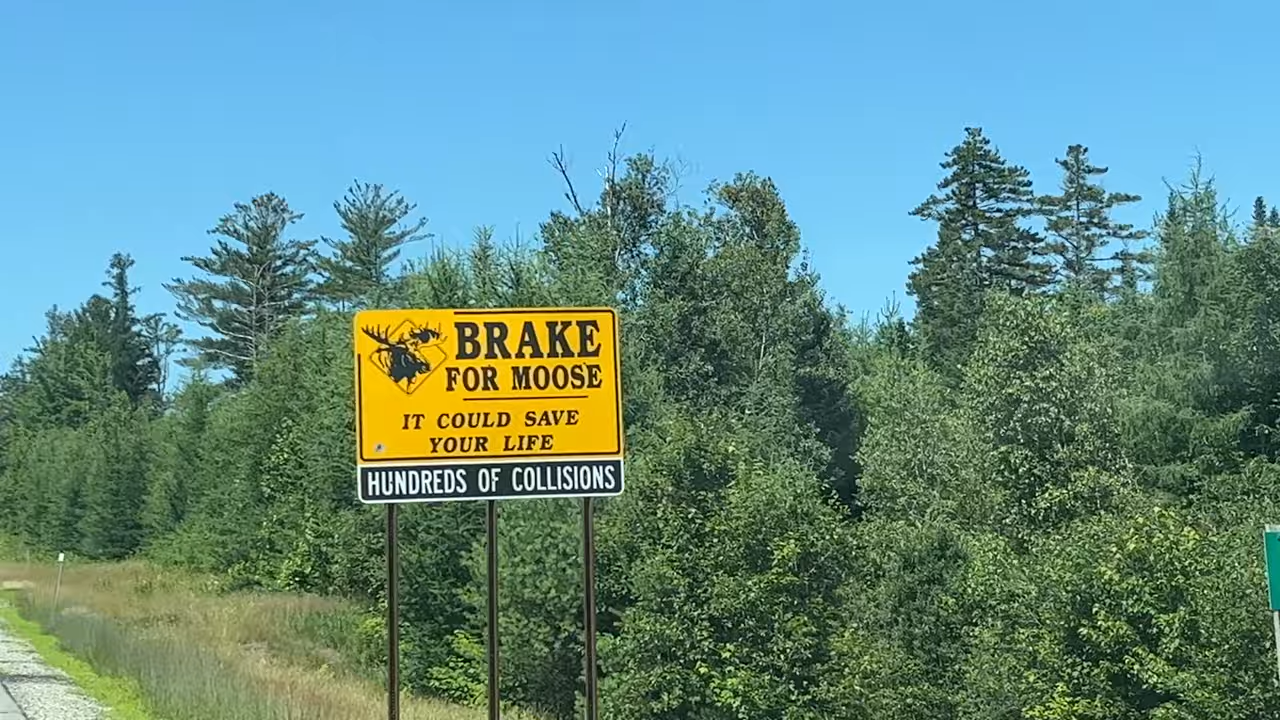 BRAKE
FOR MOOSE
IT COULD SAVE
YOUR LIFE
HUNDREDS OF COLLISIONS